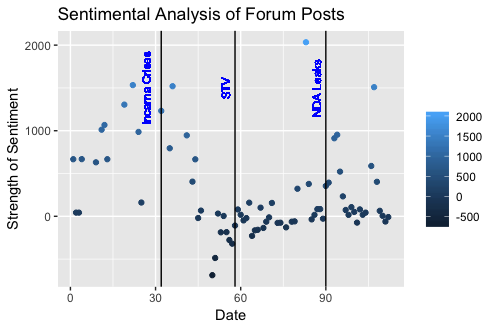 Sentimental Analysis of Forum Posts
Strength of Sentiment
2000
1000
0
Incarna Crises
STV
NDA Leaks
0
30
60
90
Date
2000
1500
1000
500
0
-500